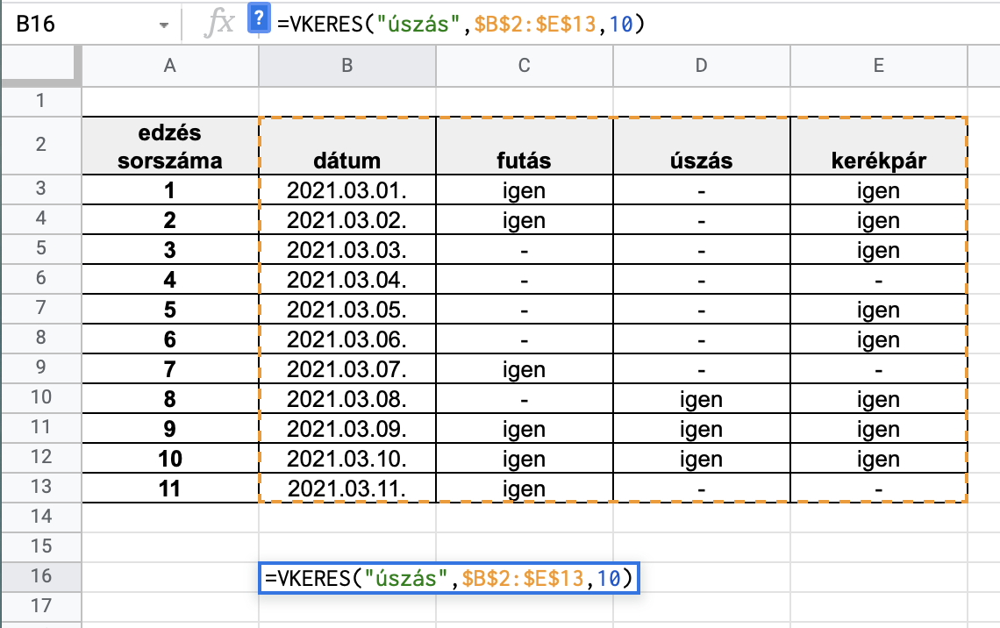 B16 fx ? =VKERES("úszás",$B$2:$E$13,10)
A B C D E
1
2 edzés sorszáma dátum futás úszás kerékpár
3 1 2021.03.01. igen - igen
4 2 2021.03.02. igen - igen
5 3 2021.03.03. - - igen
6 4 2021.03.04. - - -
7 5 2021.03.05. - - igen
8 6 2021.03.06. - - igen
9 7 2021.03.07. igen - -
10 8 2021.03.08. - igen igen
11 9 2021.03.09. igen igen igen
12 10 2021.03.10. igen igen igen
13 11 2021.03.11. igen - -
14
15
16 =VKERES("úszás",$B$2:$E$13,10)
17